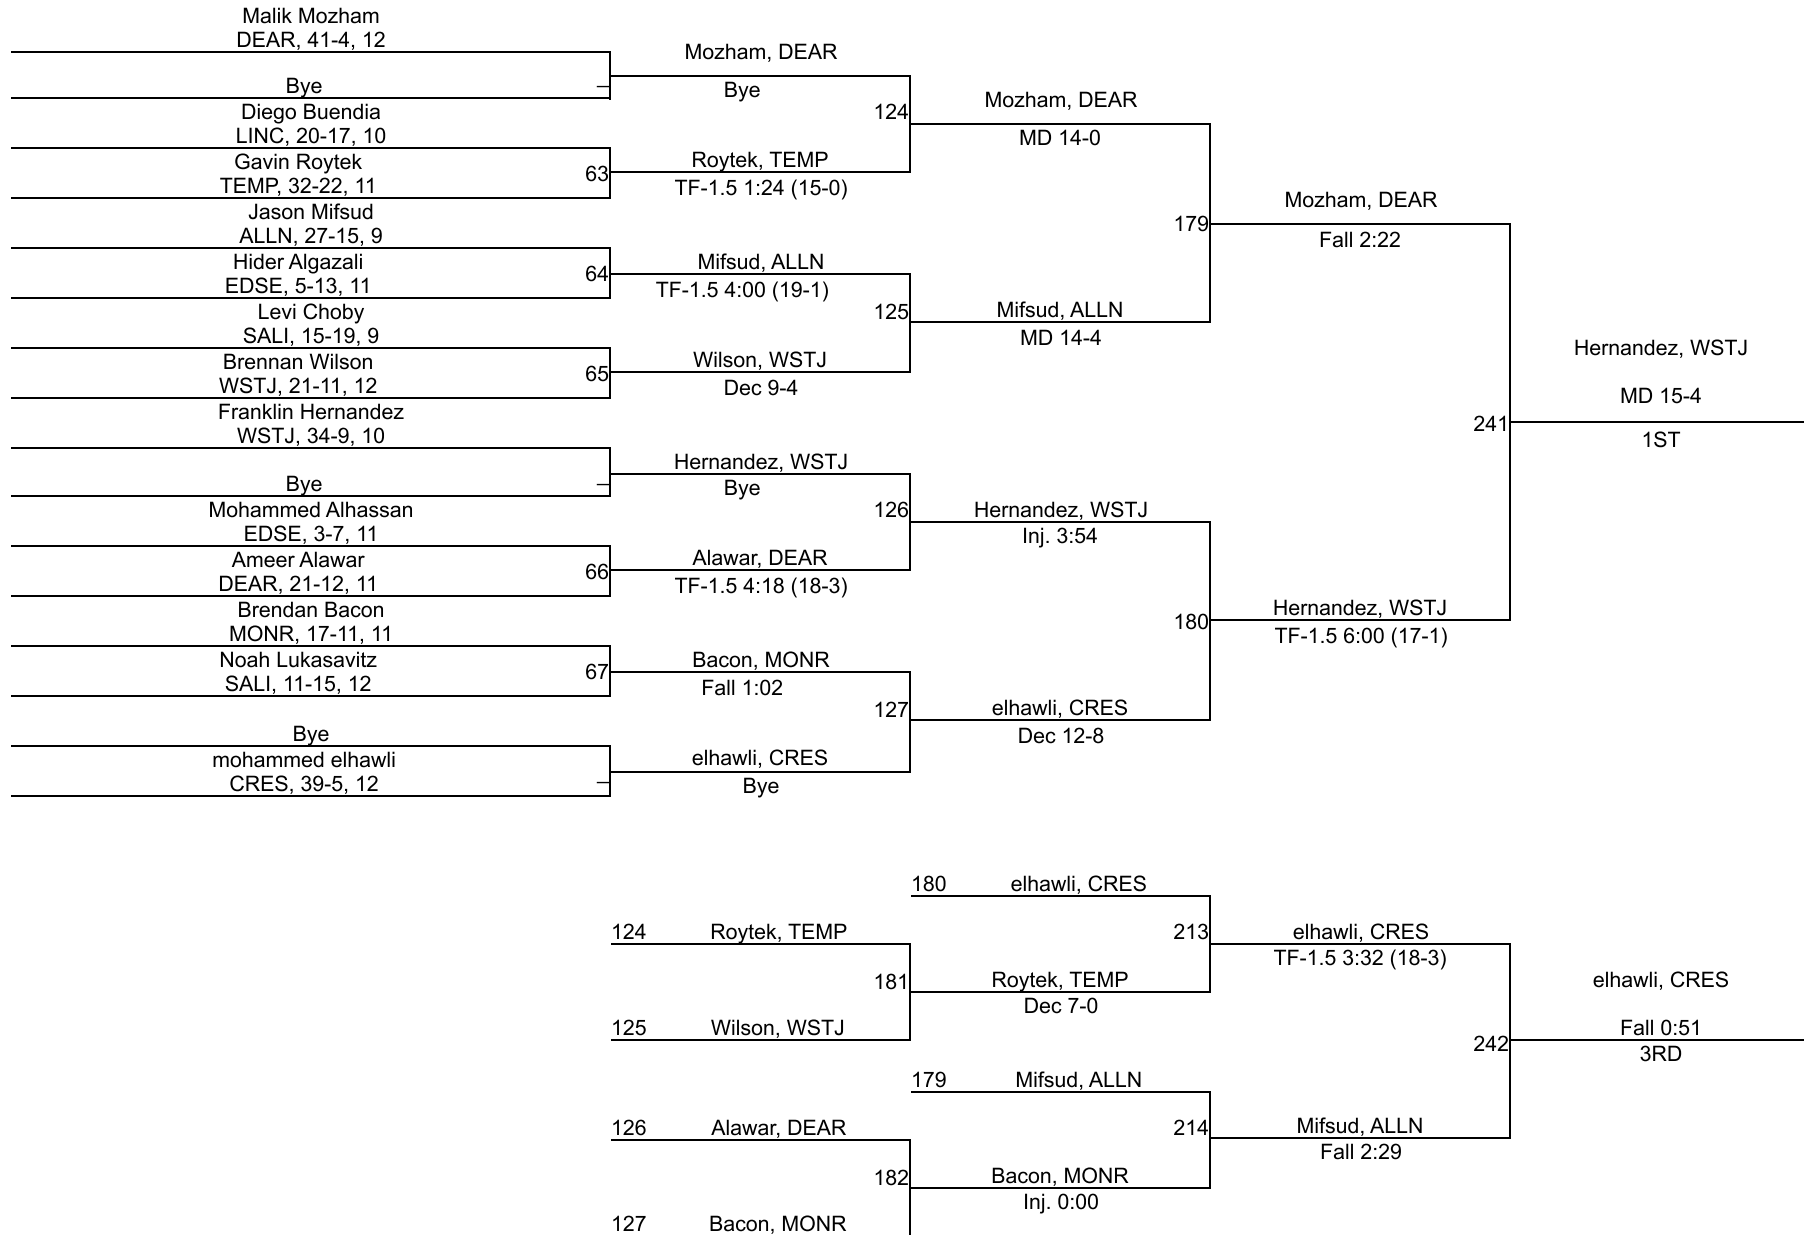 Malik Mozham
DEAR, 41-4, 12
Bye
Diego Buendia
LINC, 20-17, 10
Gavin Roytek
TEMP, 32-22, 11
Jason Mifsud
ALLN, 27-15, 9
Hider Algazali
EDSE, 5-13, 11
Levi Choby
SALI, 15-19, 9
Brennan Wilson
WSTJ, 21-11, 12
Franklin Hernandez
WSTJ, 34-9, 10
Bye
Mohammed Alhassan
EDSE, 3-7, 11
Ameer Alawar
DEAR, 21-12, 11
Brendan Bacon
MONR, 17-11, 11
Noah Lukasavitz
SALI, 11-15, 12
Bye
mohammed elhawli
CRES, 39-5, 12
–
63
64
65
–
66
67
–
Mozham, DEAR
Bye
Roytek, TEMP
TF-1.5 1:24 (15-0)
Mifsud, ALLN
TF-1.5 4:00 (19-1)
Wilson, WSTJ
Dec 9-4
Hernandez, WSTJ
Bye
Alawar, DEAR
TF-1.5 4:18 (18-3)
Bacon, MONR
Fall 1:02
elhawli, CRES
Bye
124
125
126
127
Mozham, DEAR
MD 14-0
Mifsud, ALLN
MD 14-4
Hernandez, WSTJ
Inj. 3:54
elhawli, CRES
Dec 12-8
179
180
Mozham, DEAR
Fall 2:22
Hernandez, WSTJ
TF-1.5 6:00 (17-1)
241
Hernandez, WSTJ
MD 15-4
1ST
124 Roytek, TEMP
125 Wilson, WSTJ
126 Alawar, DEAR
127 Bacon, MONR
181
182
180 elhawli, CRES
Roytek, TEMP
Dec 7-0
179 Mifsud, ALLN
Bacon, MONR
Inj. 0:00
213
214
elhawli, CRES
TF-1.5 3:32 (18-3)
Mifsud, ALLN
Fall 2:29
242
elhawli, CRES
Fall 0:51
3RD